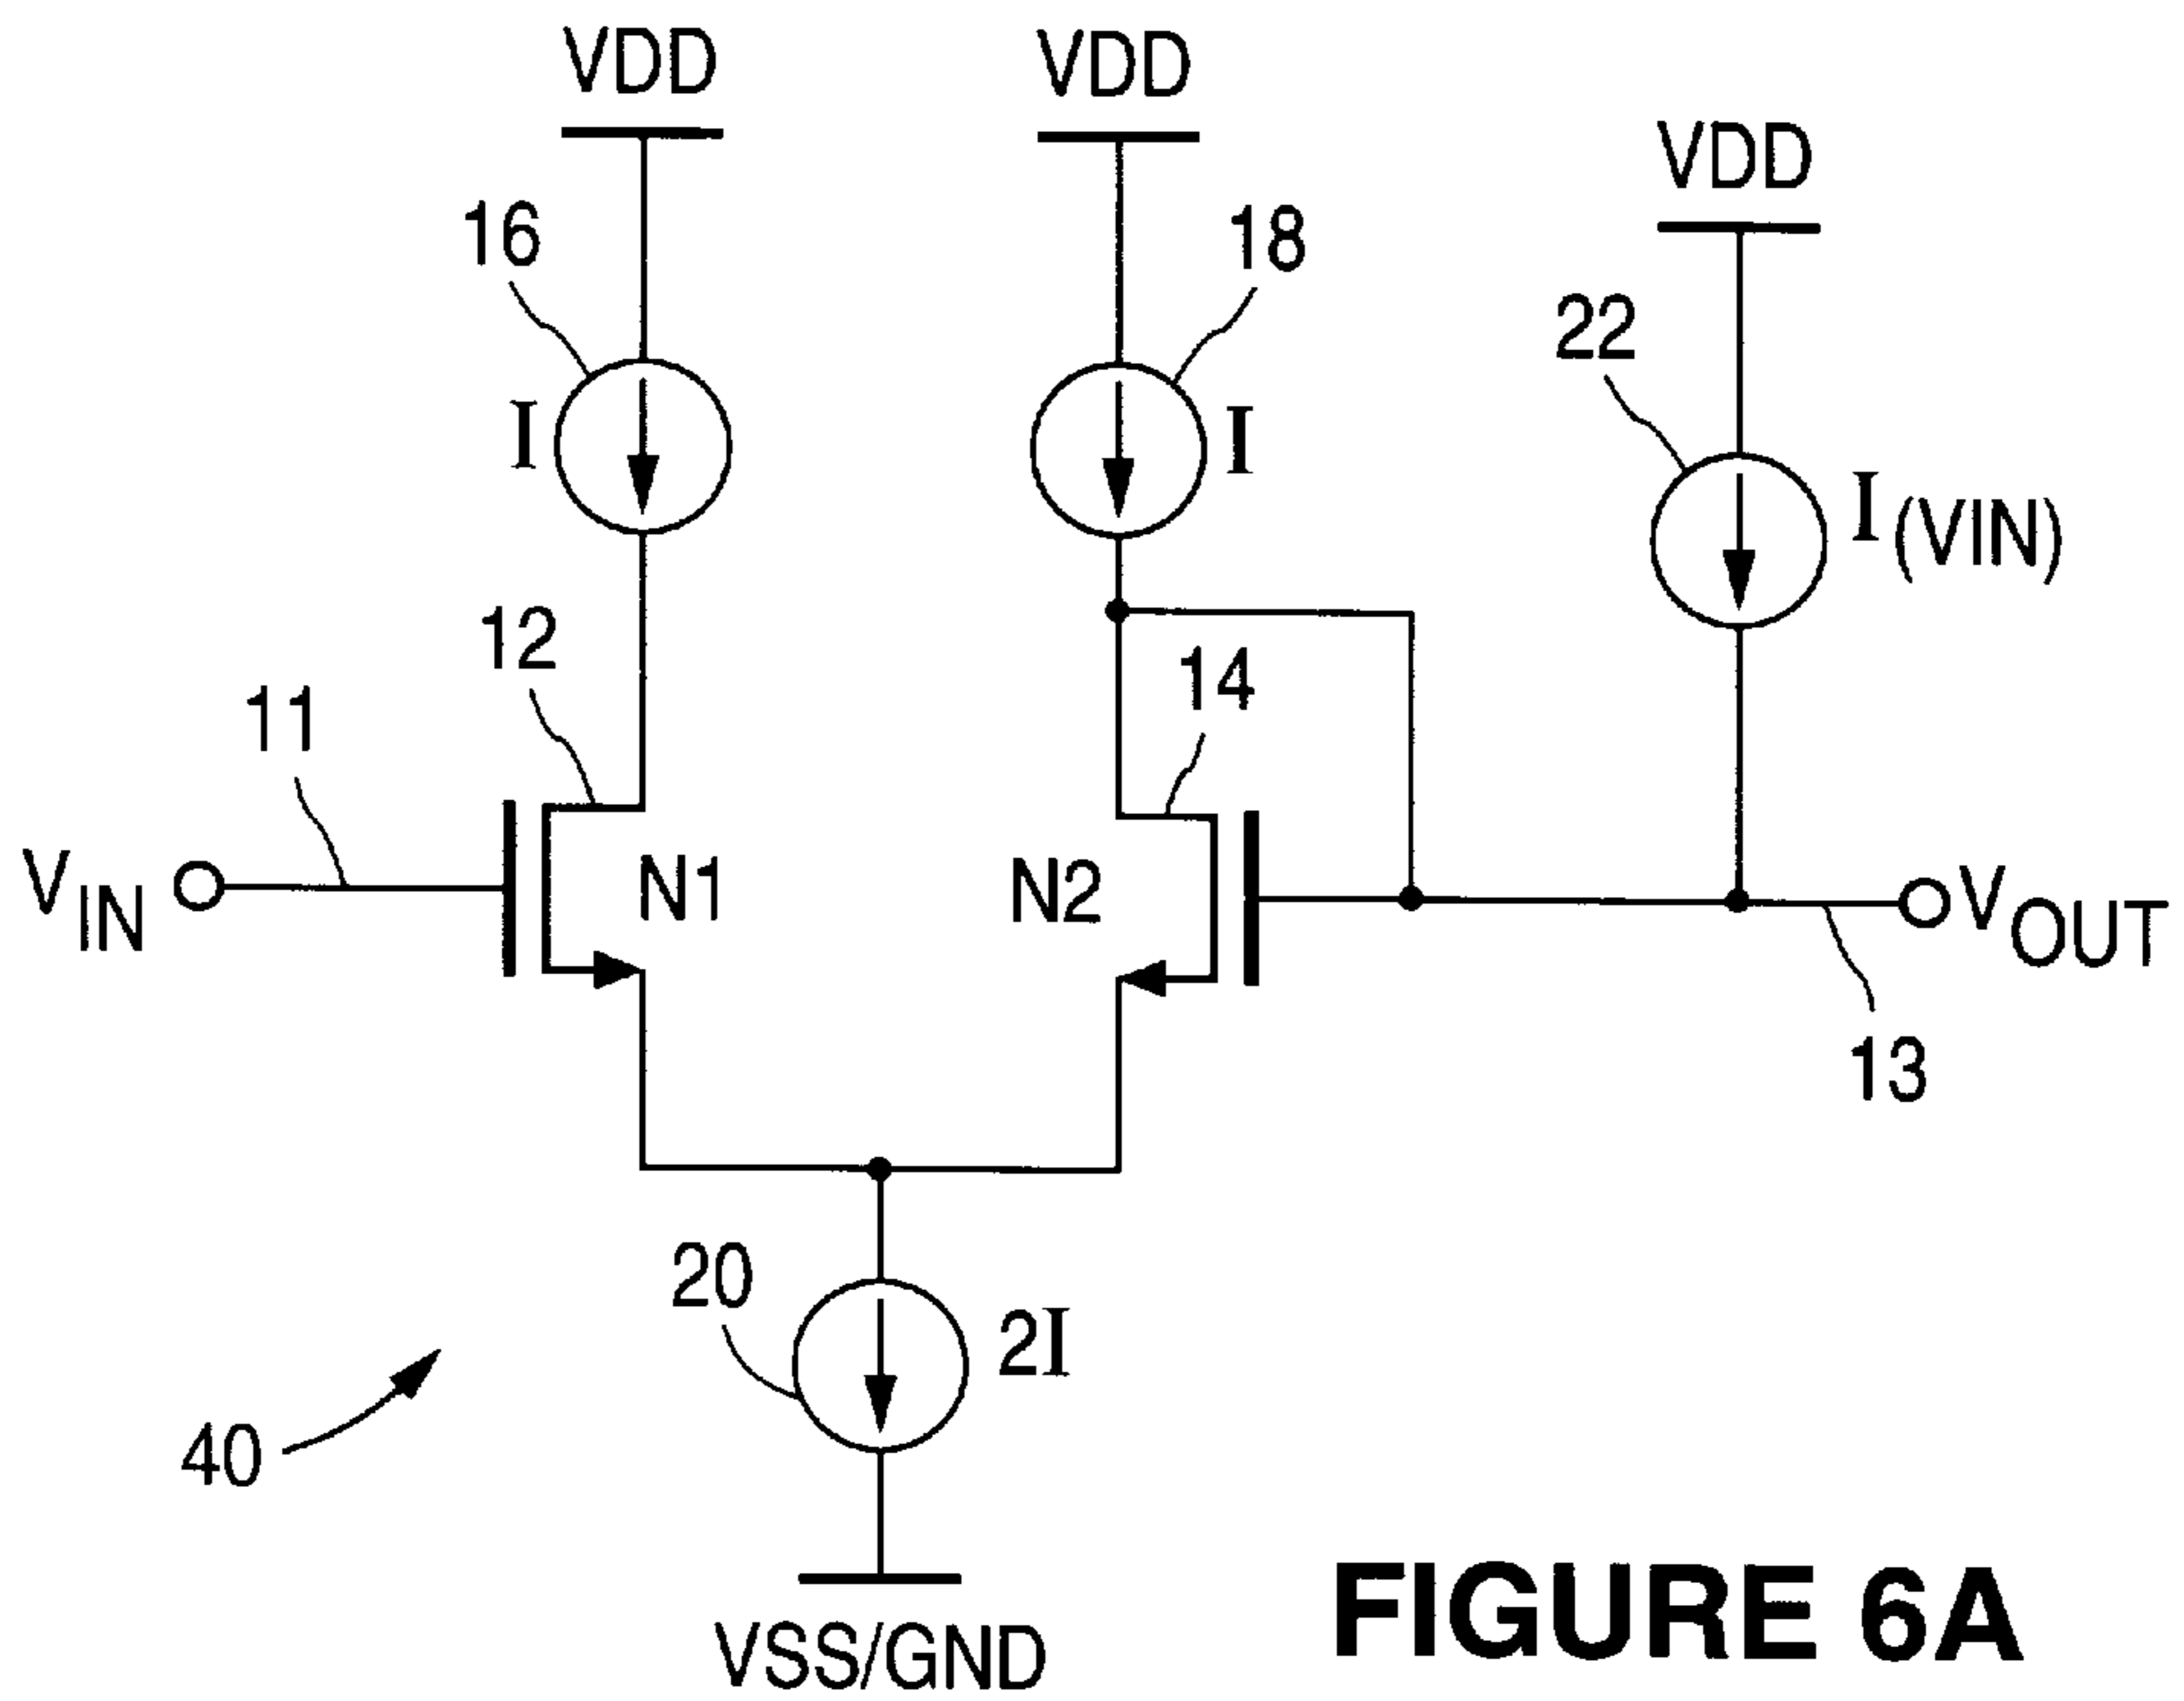 VDD
VDD
VDD
16
18
22
I
I
I(VIN)
12
14
11
VIN
N1
N2
VOUT
13
20
2I
40
VSS/GND
FIGURE 6A